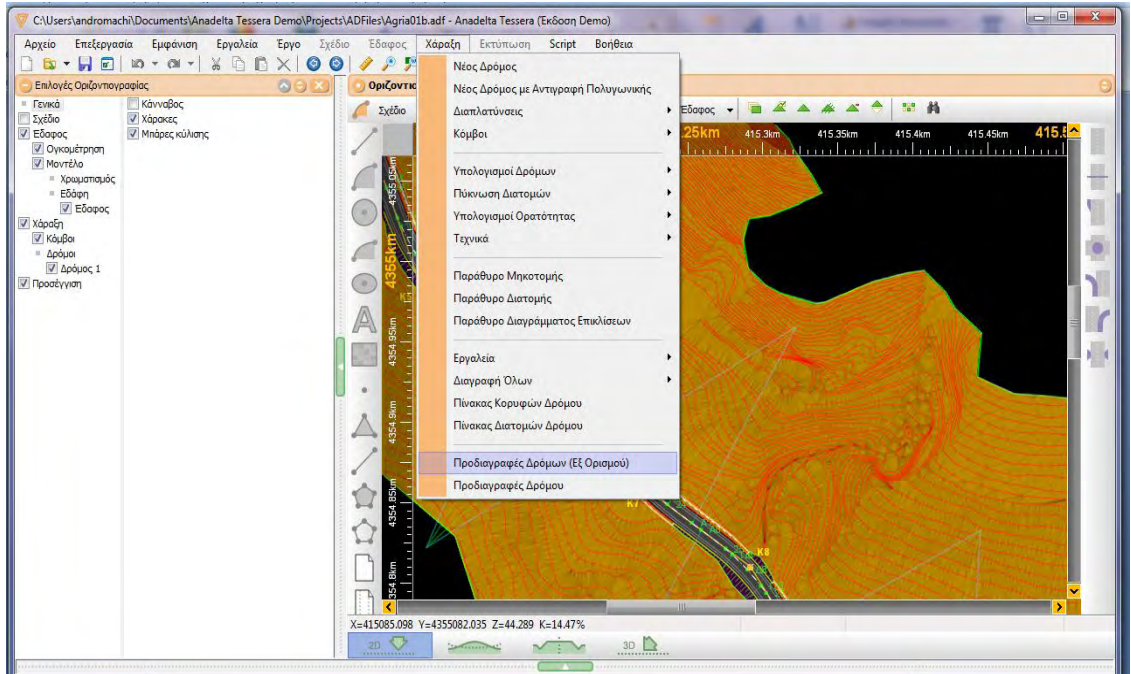 C:\Users\andromachi\Documents\Anadelta Tessera Demo\Projects\ADFiles\Agria01b.adf - Anadelta Tessera (Έκδοση Demo)
Αρχείο Επεξεργασία Εμφάνιση Εργαλεία Έργο Σχέδιο Έδαφος Χάραξη Εκτύπωση Script Βοήθεια
Επιλογές Οριζοντιογραφίας
Γενικά
Σχέδιο
Έδαφος
Ογκομέτρηση
Μοντέλο
Χρωματισμός
Εδάφη
Έδαφος
Χάραξη
Κόμβοι
Δρόμοι
Δρόμος 1
Προσέγγιση
Κάνναβος
Χάρακες
Μπάρες κύλισης
Νέος Δρόμος
Νέος Δρόμος με Αντιγραφή Πολυγωνικής
Διαπλατύνσεις
Κόμβοι
Υπολογισμοί Δρόμων
Πύκνωση Διατομών
Υπολογισμοί Ορατότητας
Τεχνικά
Παράθυρο Μηκοτομής
Παράθυρο Διατομής
Παράθυρο Διαγράμματος Επικλίσεων
Εργαλεία
Διαγραφή Όλων
Πίνακας Κορυφών Δρόμου
Πίνακας Διατομών Δρόμου
Προδιαγραφές Δρόμων (Εξ Ορισμού)
Προδιαγραφές Δρόμου
Σχέδιο
Έδαφος
.25km 415.3km 415.35km 415.4km 415.45km
4355.05km
4355km
4354.95km
4354.9km
4354.85km
K7
K8
X=415085.098 Y=4355082.035 Z=44.289 K=14.47%
2D
3D